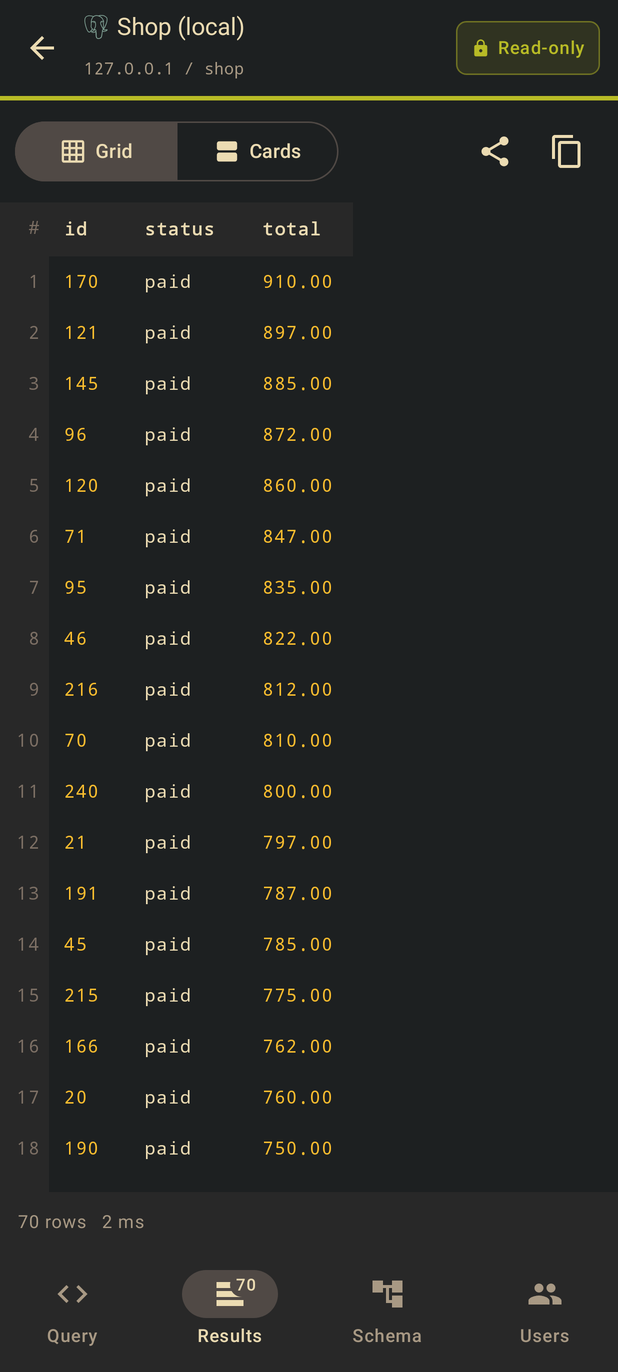 Shop (local)
127.0.0.1 / shop
Read-only
Grid Cards
# id status total
1 170 paid 910.00
2 121 paid 897.00
3 145 paid 885.00
4 96 paid 872.00
5 120 paid 860.00
6 71 paid 847.00
7 95 paid 835.00
8 46 paid 822.00
9 216 paid 812.00
10 70 paid 810.00
11 240 paid 800.00
12 21 paid 797.00
13 191 paid 787.00
14 45 paid 785.00
15 215 paid 775.00
16 166 paid 762.00
17 20 paid 760.00
18 190 paid 750.00
70 rows 2 ms
70
Query Results Schema Users